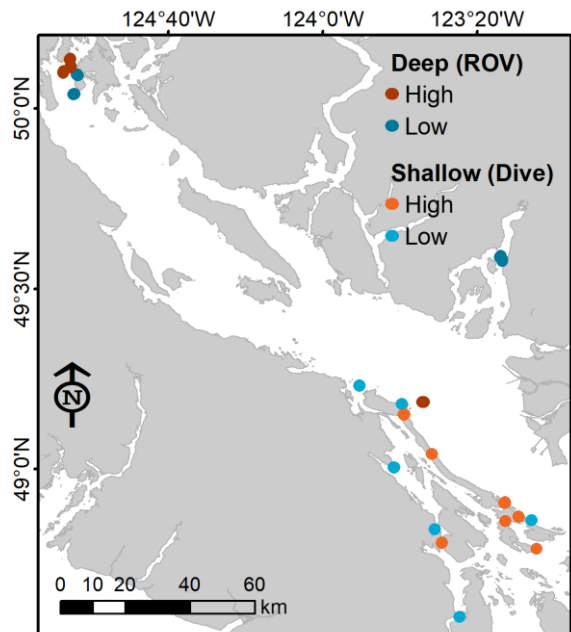 124°40'W 124°0'W 123°20'W
Deep (ROV)
High
Low
Shallow (Dive)
High
Low
50°0'N
49°30'N
49°0'N
N
0 10 20 40 60
km